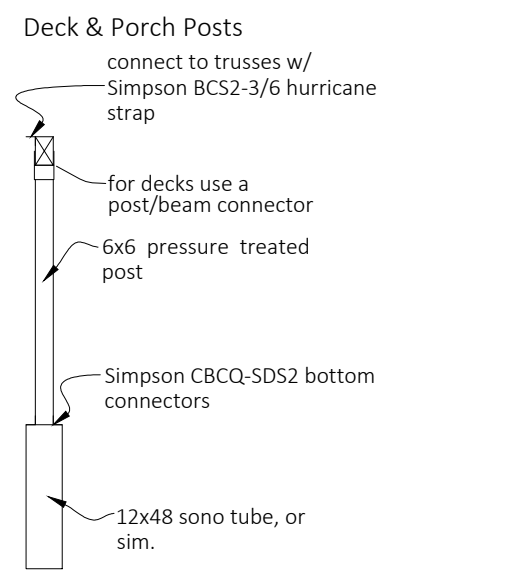 Deck & Porch Posts
connect to trusses w/
Simpson BCS2-3/6 hurricane
strap
for decks use a
post/beam connector
6x6 pressure treated
post
Simpson CBCQ-SDS2 bottom
connectors
12x48 sono tube, or
sim.